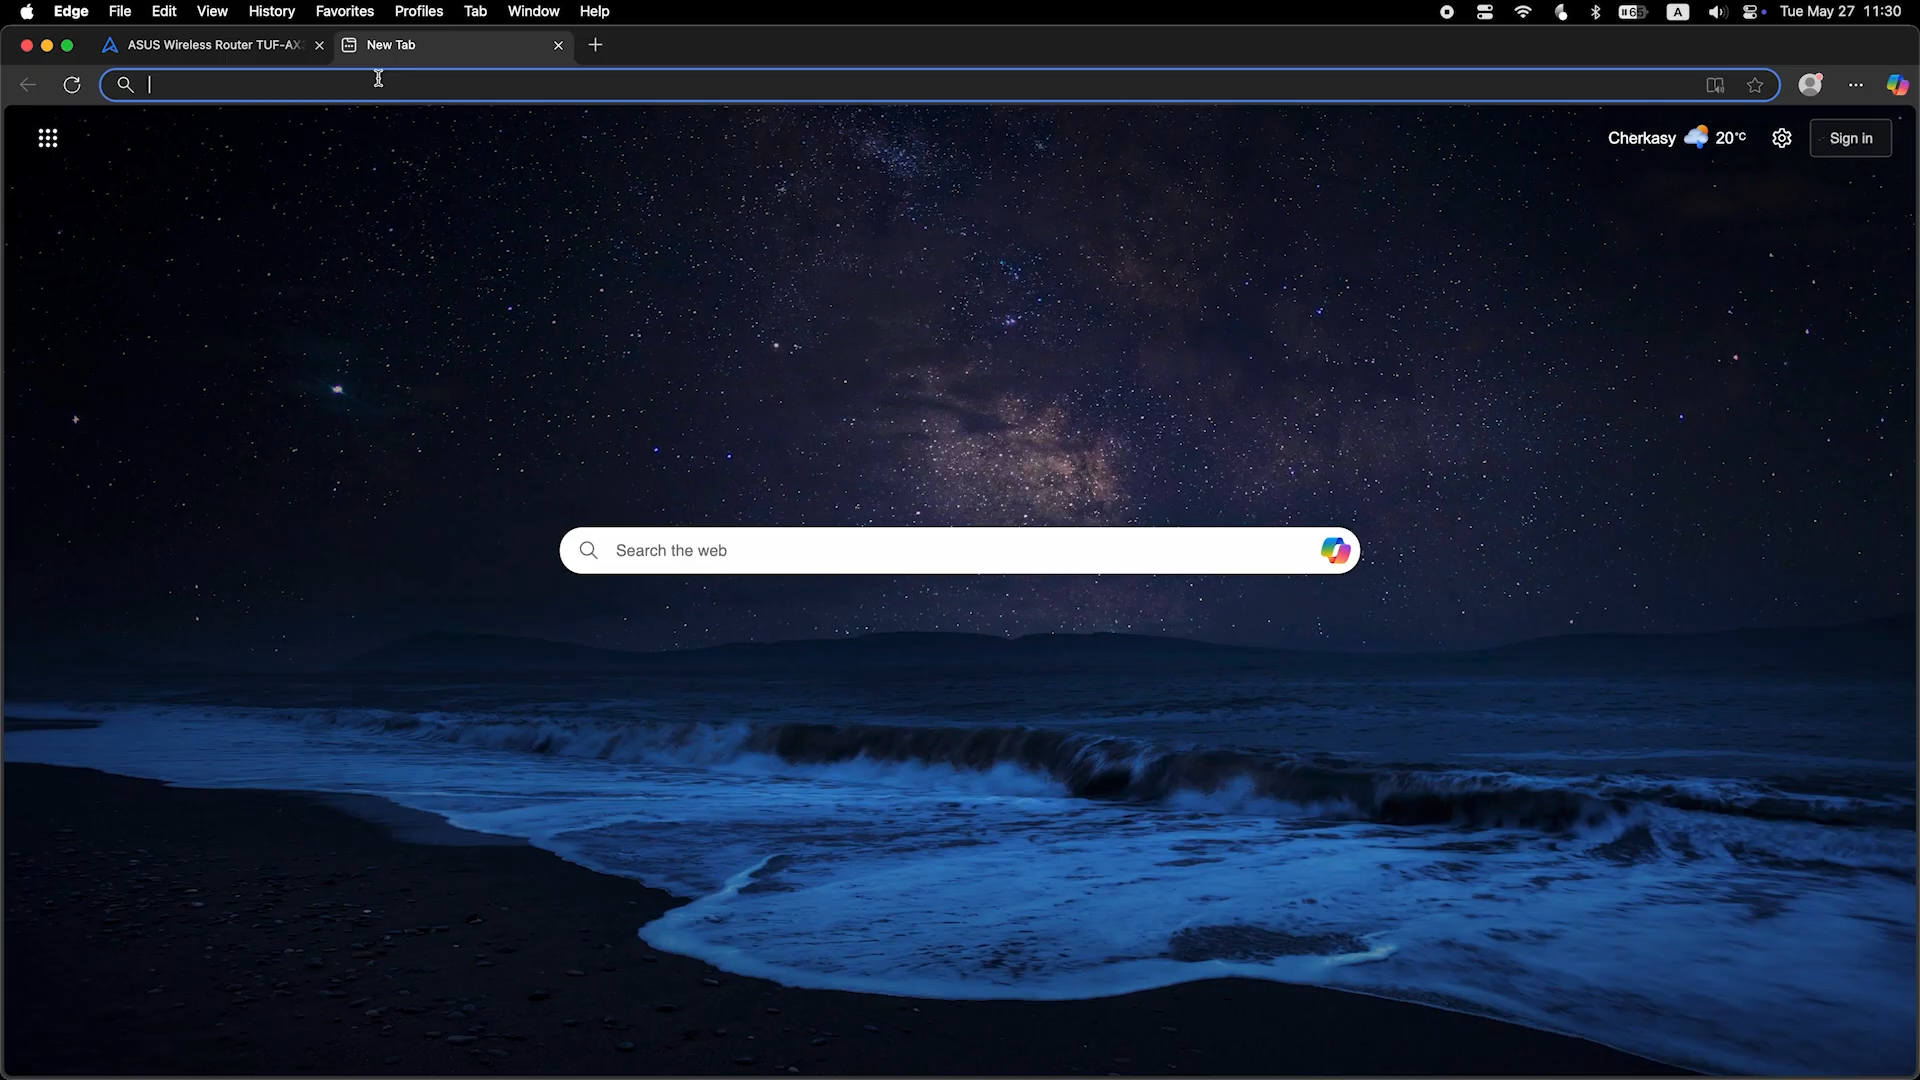 Edge File Edit View History Favorites Profiles Tab Window Help 65 A Tue May 27 11:30
ASUS Wireless Router TUF-AX New Tab
Cherkasy 20°C Sign in
Search the web